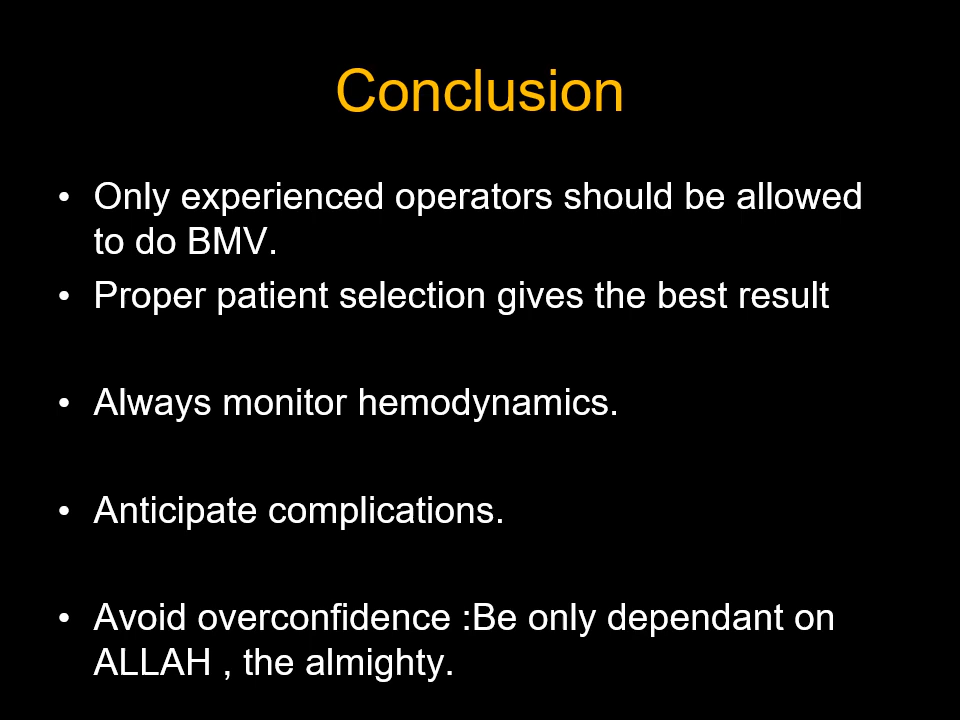 Conclusion
• Only experienced operators should be allowed
to do BMV.
• Proper patient selection gives the best result
• Always monitor hemodynamics.
• Anticipate complications.
• Avoid overconfidence :Be only dependant on
ALLAH , the almighty.